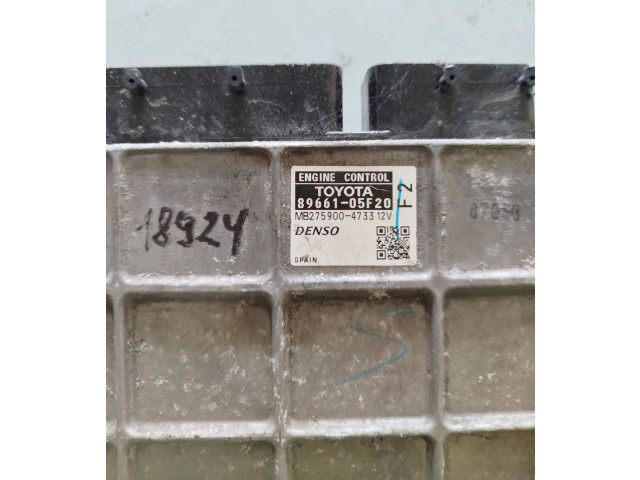 ENGINE CONTROL
TOYOTA
89661-05F20
MB275900-4733 12V
F2
DENSO
SPAIN
18924